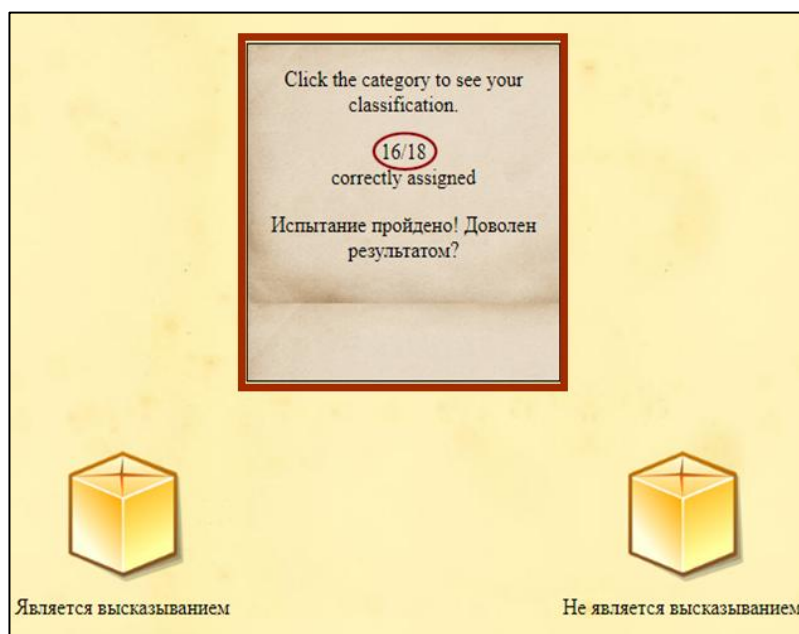 Click the category to see your
classification.
16/18
correctly assigned
Испытание пройдено! Доволен
результатом?
Является высказыванием
Не является высказыванием